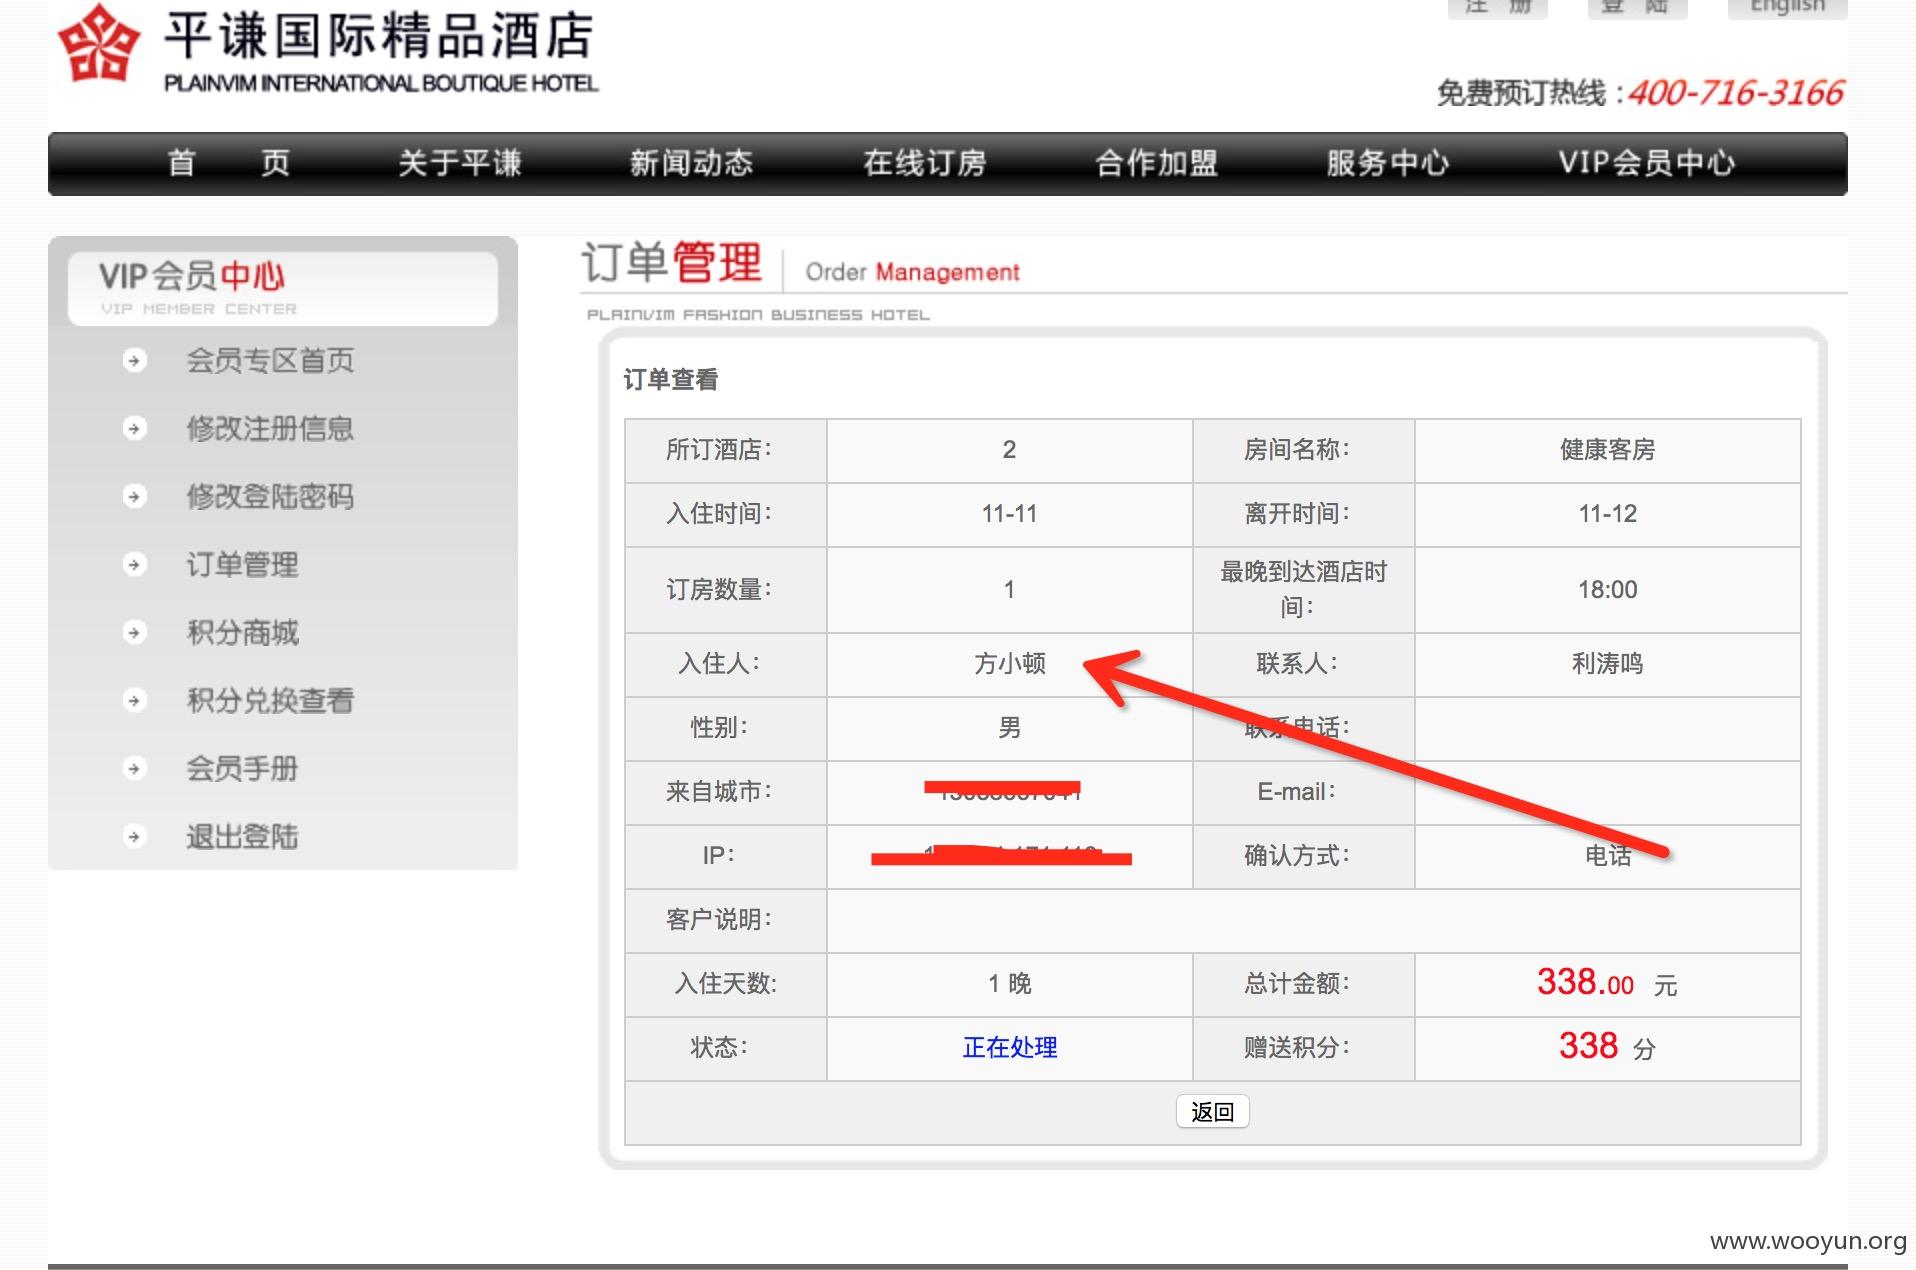 注 册 登 陆 English
平谦国际精品酒店
PLAINVIM INTERNATIONAL BOUTIQUE HOTEL
免费预订热线：400-716-3166
首 页 关于平谦 新闻动态 在线订房 合作加盟 服务中心 VIP会员中心
VIP会员中心
VIP MEMBER CENTER
会员专区首页
修改注册信息
修改登陆密码
订单管理
积分商城
积分兑换查看
会员手册
退出登陆
订单管理 Order Management
PLAINVIM FASHION BUSINESS HOTEL
订单查看
所订酒店： 2 房间名称： 健康客房
入住时间： 11-11 离开时间： 11-12
订房数量： 1 最晚到达酒店时
间： 18:00
入住人： 方小顿 联系人： 利涛鸣
性别： 男 联系电话：
来自城市： E-mail：
IP： 确认方式： 电话
客户说明：
入住天数: 1 晚 总计金额： 338.00 元
状态： 正在处理 赠送积分： 338 分
返回
www.wooyun.org